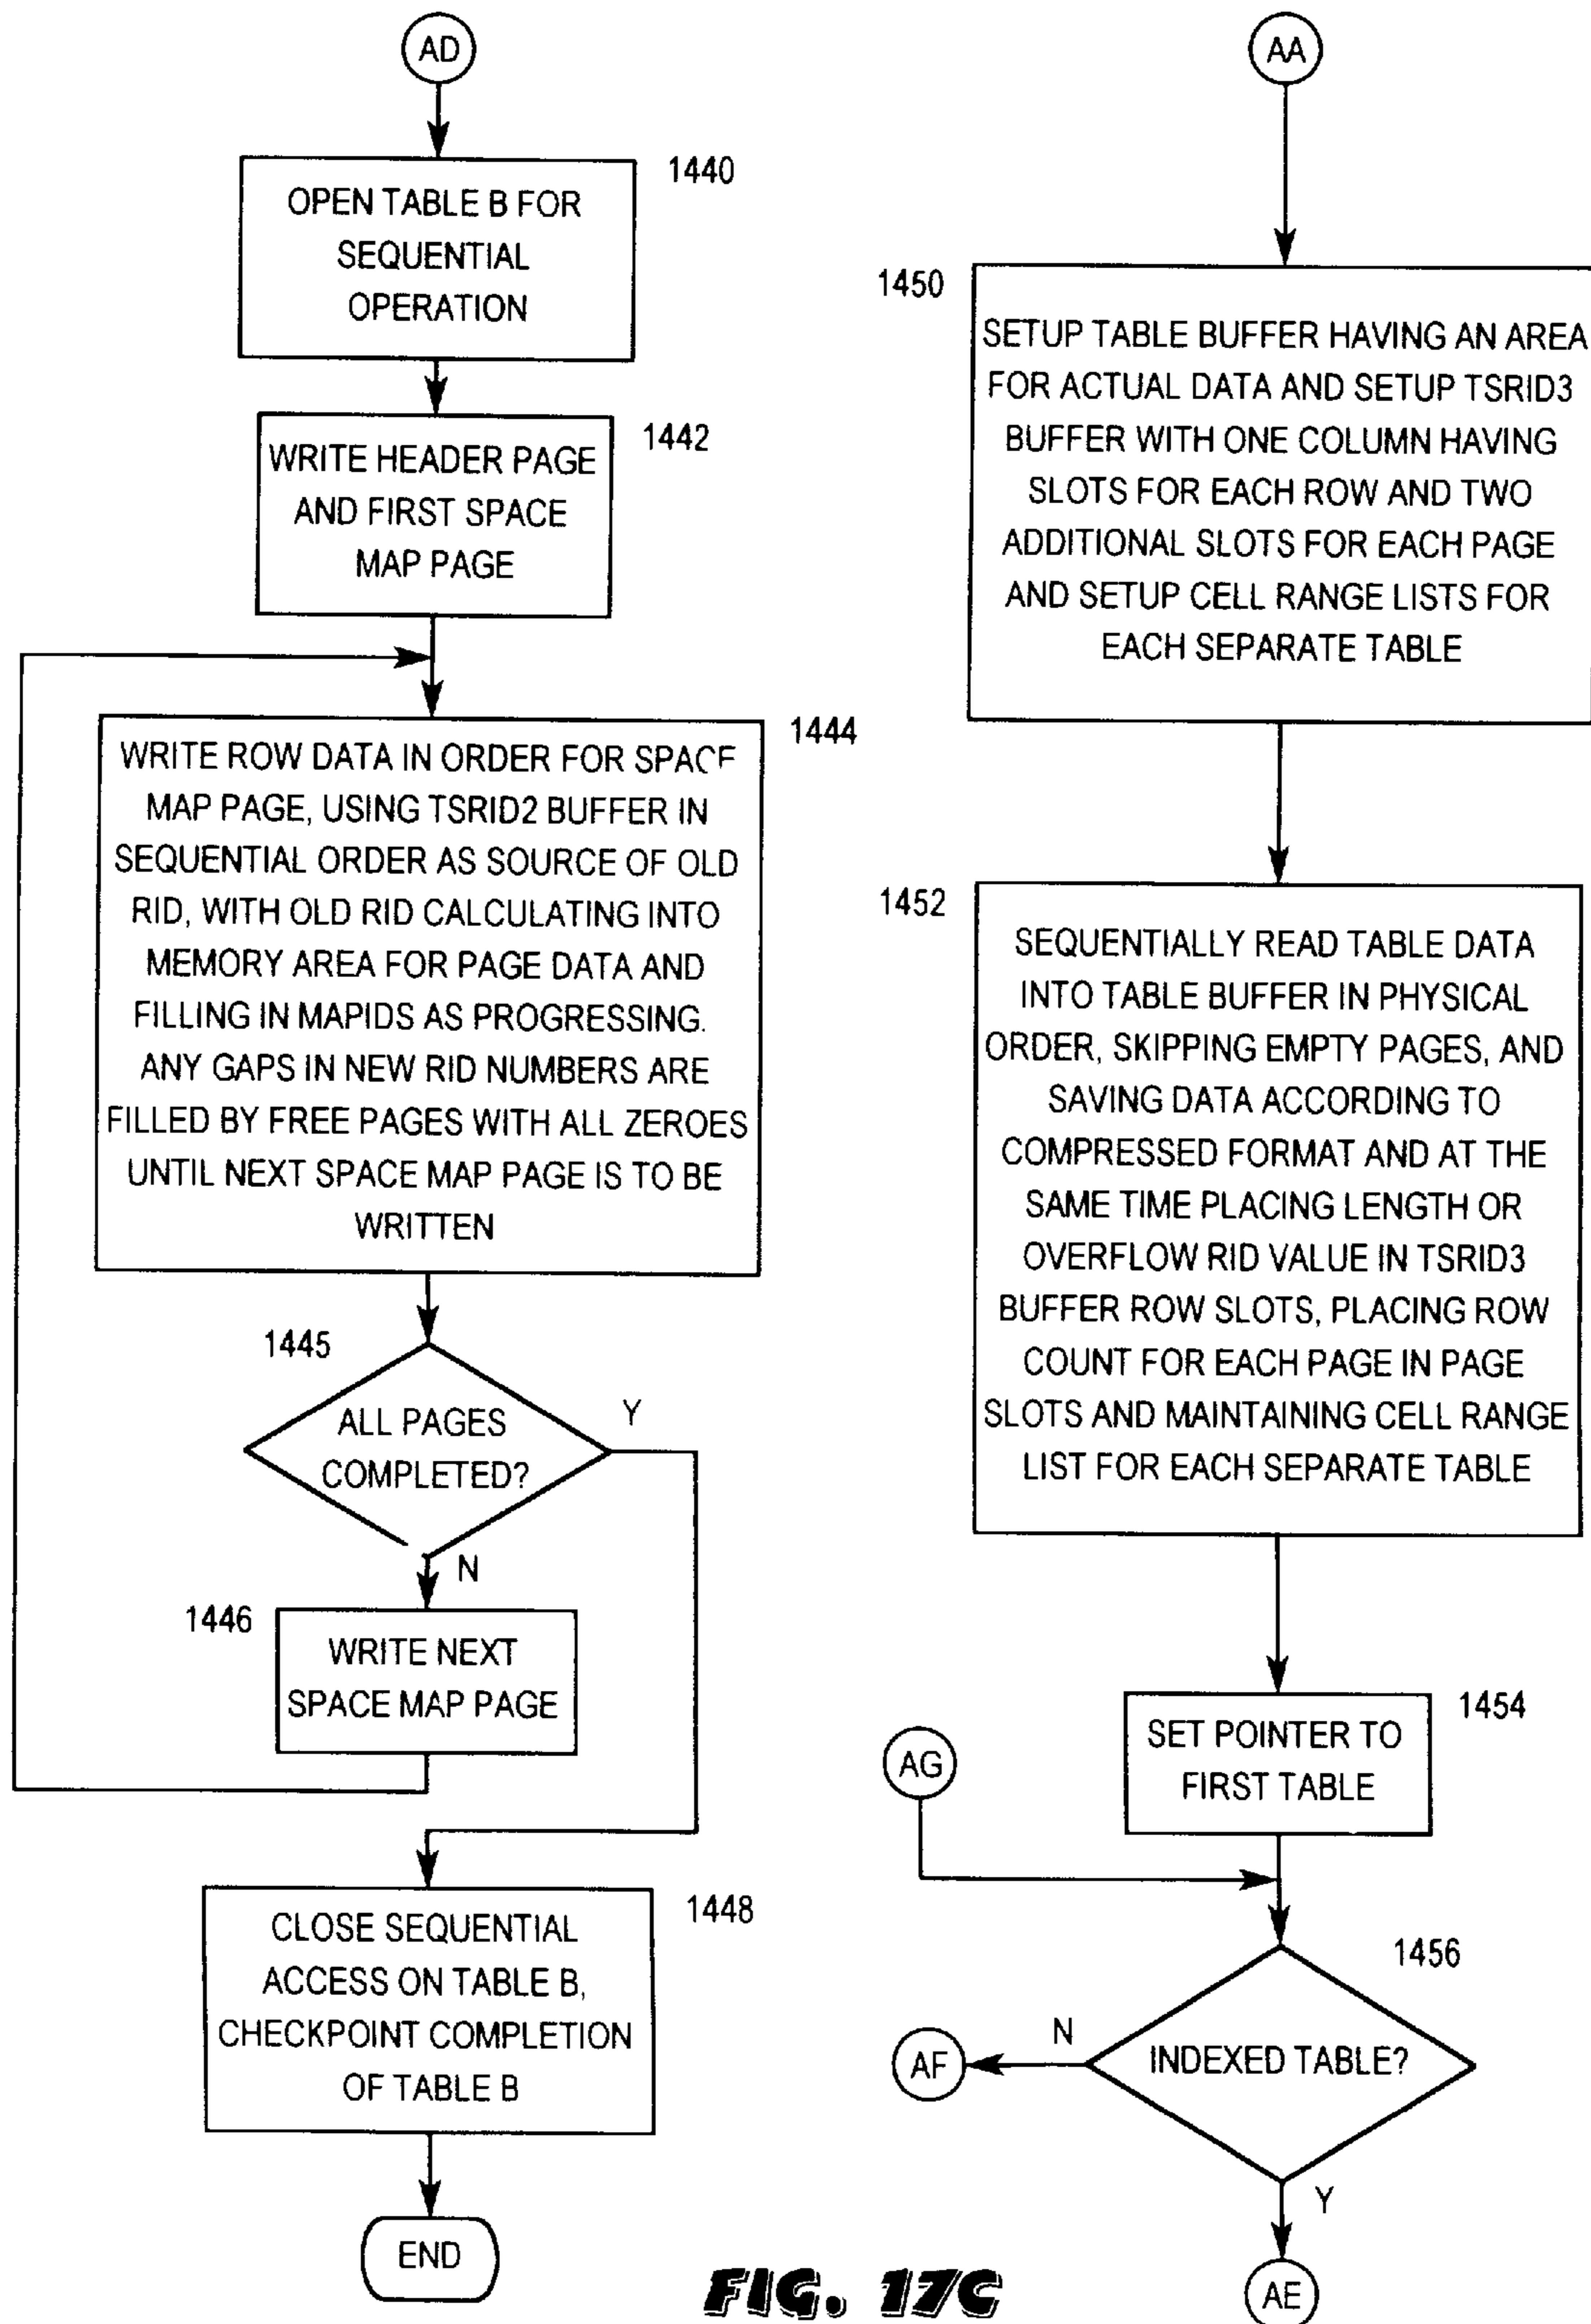 AD
1440
OPEN TABLE B FOR
SEQUENTIAL
OPERATION
1442
WRITE HEADER PAGE
AND FIRST SPACE
MAP PAGE
1444
WRITE ROW DATA IN ORDER FOR SPACE
MAP PAGE, USING TSRID2 BUFFER IN
SEQUENTIAL ORDER AS SOURCE OF OLD
RID, WITH OLD RID CALCULATING INTO
MEMORY AREA FOR PAGE DATA AND
FILLING IN MAPIDS AS PROGRESSING.
ANY GAPS IN NEW RID NUMBERS ARE
FILLED BY FREE PAGES WITH ALL ZEROES
UNTIL NEXT SPACE MAP PAGE IS TO BE
WRITTEN
1445
ALL PAGES
COMPLETED?
Y
N
1446
WRITE NEXT
SPACE MAP PAGE
1448
CLOSE SEQUENTIAL
ACCESS ON TABLE B,
CHECKPOINT COMPLETION
OF TABLE B
END
AA
1450
SETUP TABLE BUFFER HAVING AN AREA
FOR ACTUAL DATA AND SETUP TSRID3
BUFFER WITH ONE COLUMN HAVING
SLOTS FOR EACH ROW AND TWO
ADDITIONAL SLOTS FOR EACH PAGE
AND SETUP CELL RANGE LISTS FOR
EACH SEPARATE TABLE
1452
SEQUENTIALLY READ TABLE DATA
INTO TABLE BUFFER IN PHYSICAL
ORDER, SKIPPING EMPTY PAGES, AND
SAVING DATA ACCORDING TO
COMPRESSED FORMAT AND AT THE
SAME TIME PLACING LENGTH OR
OVERFLOW RID VALUE IN TSRID3
BUFFER ROW SLOTS, PLACING ROW
COUNT FOR EACH PAGE IN PAGE
SLOTS AND MAINTAINING CELL RANGE
LIST FOR EACH SEPARATE TABLE
1454
SET POINTER TO
FIRST TABLE
AG
1456
INDEXED TABLE?
N
AF
Y
AE
FIG. 17C